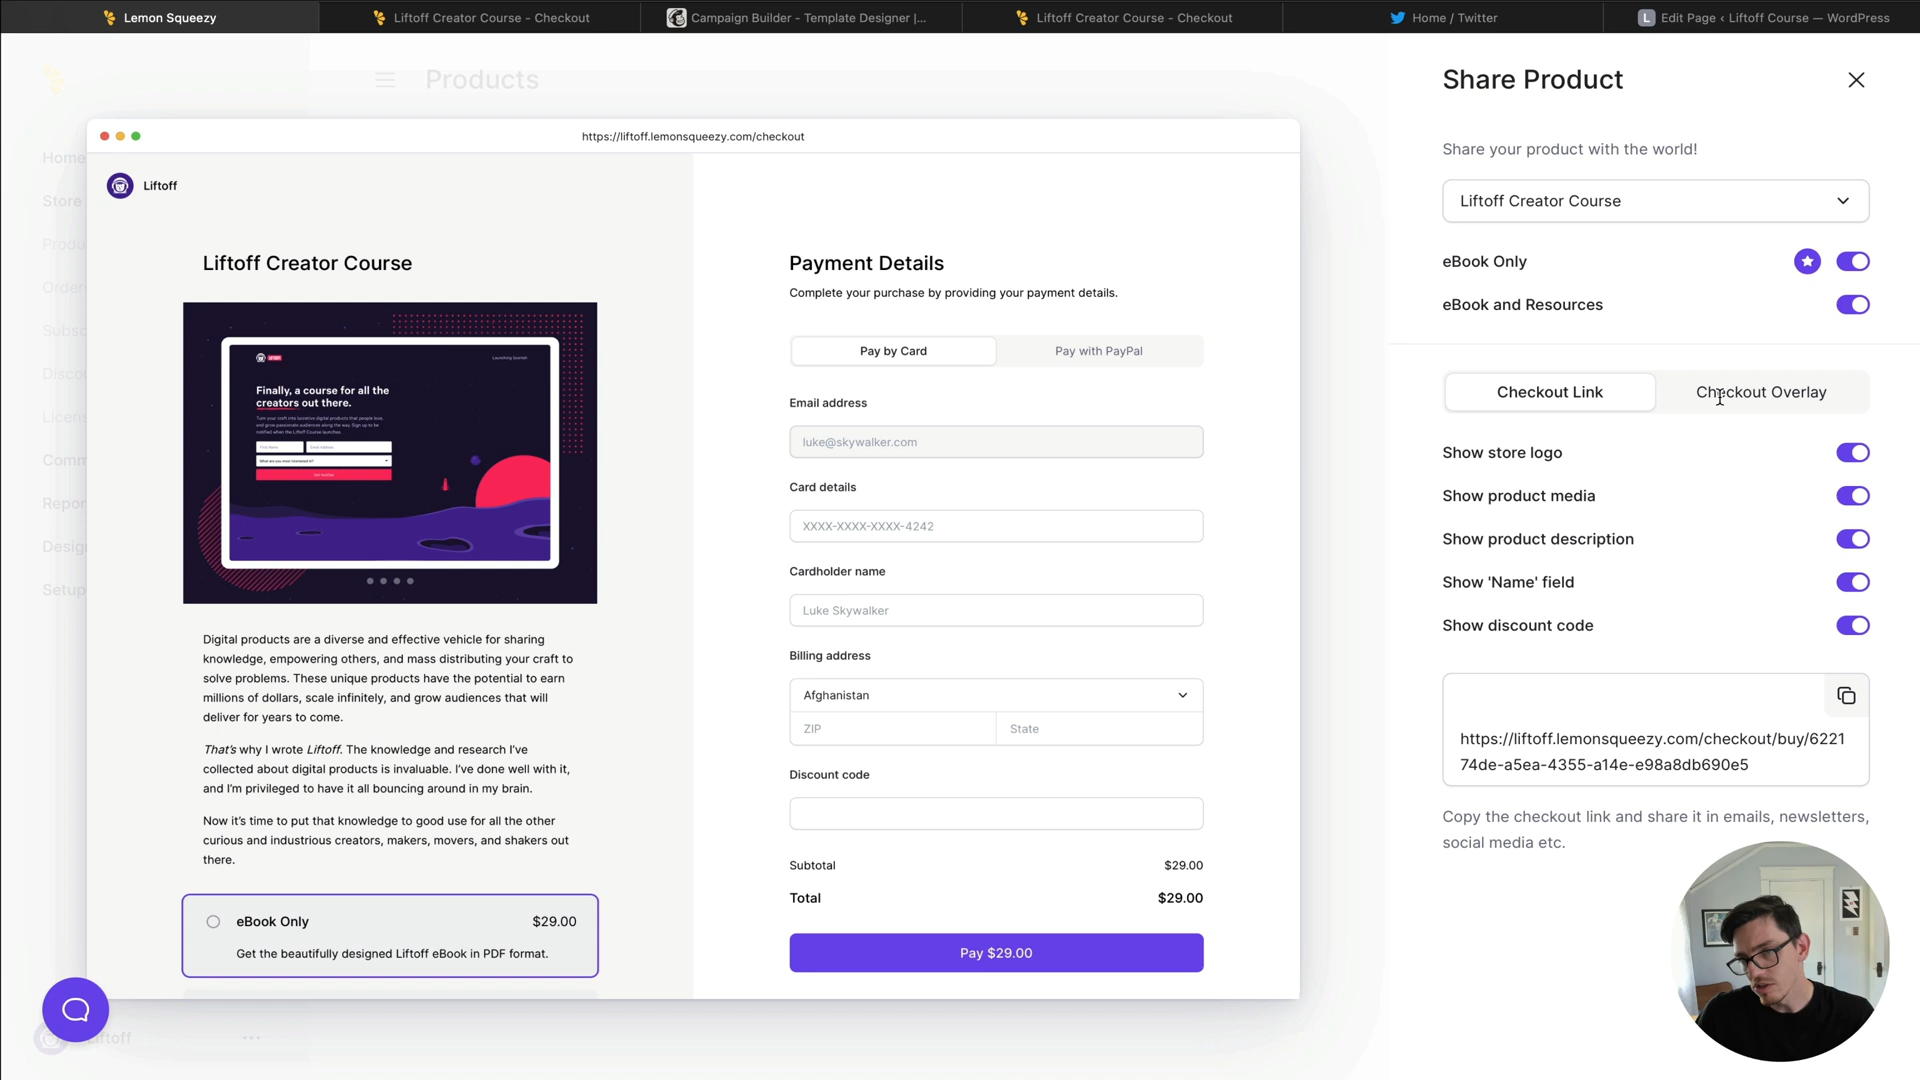 Lemon Squeezy
Liftoff Creator Course - Checkout
Campaign Builder - Template Designer |...
Liftoff Creator Course - Checkout
Home / Twitter
L
Edit Page ‹ Liftoff Course — WordPress
Products
Home
Store
Produ
Order
Subsc
Disco
Licen
Comm
Repor
Desig
Setup
Liftoff
https://liftoff.lemonsqueezy.com/checkout
Liftoff
Liftoff Creator Course
Finally, a course for all the
creators out there.
Digital products are a diverse and effective vehicle for sharing
knowledge, empowering others, and mass distributing your craft to
solve problems. These unique products have the potential to earn
millions of dollars, scale infinitely, and grow audiences that will
deliver for years to come.
That's why I wrote Liftoff. The knowledge and research I've
collected about digital products is invaluable. I've done well with it,
and I'm privileged to have it all bouncing around in my brain.
Now it's time to put that knowledge to good use for all the other
curious and industrious creators, makers, movers, and shakers out
there.
eBook Only $29.00
Get the beautifully designed Liftoff eBook in PDF format.
Payment Details
Complete your purchase by providing your payment details.
Pay by Card
Pay with PayPal
Email address
luke@skywalker.com
Card details
XXXX-XXXX-XXXX-4242
Cardholder name
Luke Skywalker
Billing address
Afghanistan
ZIP
State
Discount code
Subtotal $29.00
Total $29.00
Pay $29.00
Share Product
Share your product with the world!
Liftoff Creator Course
eBook Only
eBook and Resources
Checkout Link
Checkout Overlay
Show store logo
Show product media
Show product description
Show 'Name' field
Show discount code
https://liftoff.lemonsqueezy.com/checkout/buy/6221
74de-a5ea-4355-a14e-e98a8db690e5
Copy the checkout link and share it in emails, newsletters,
social media etc.